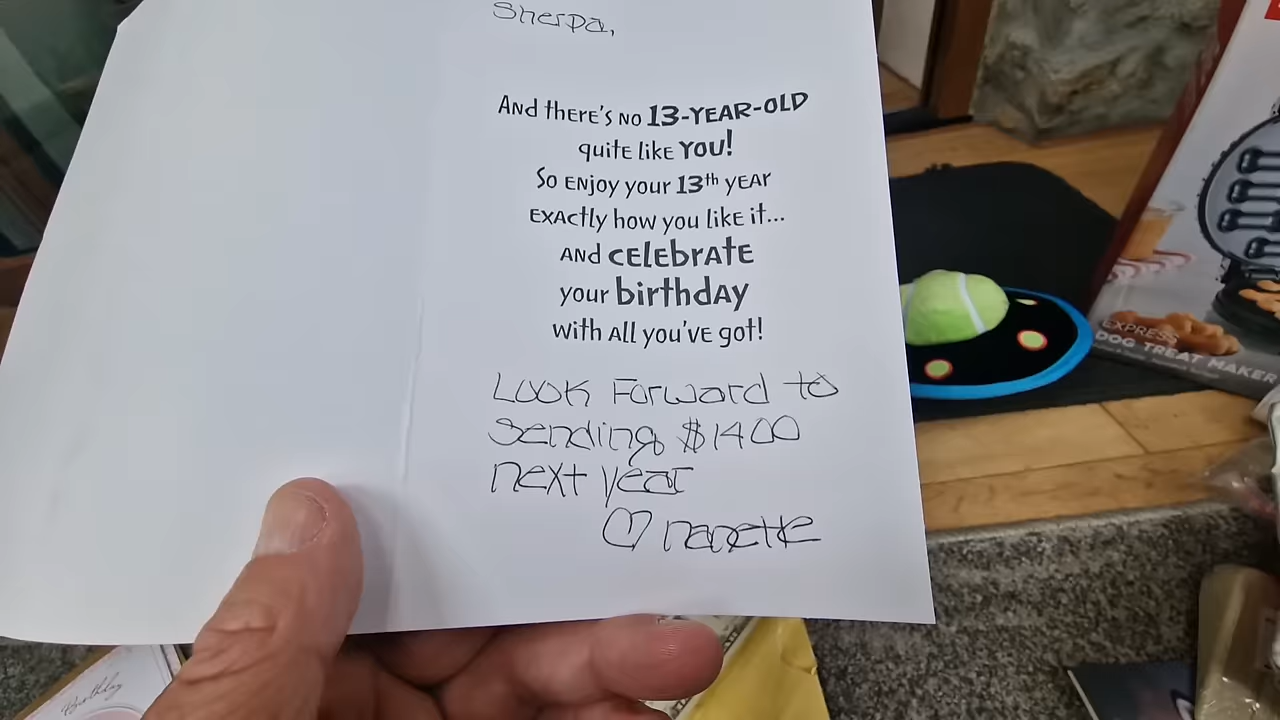 Sherpa,
And there's no 13-year-old
quite like you!
So enjoy your 13th year
exactly how you like it...
and celebrate
your birthday
with all you've got!
Look Forward to
sending $1400
next year
♡ nanette
EXPRESS
DOG TREAT MAKER
Birthday